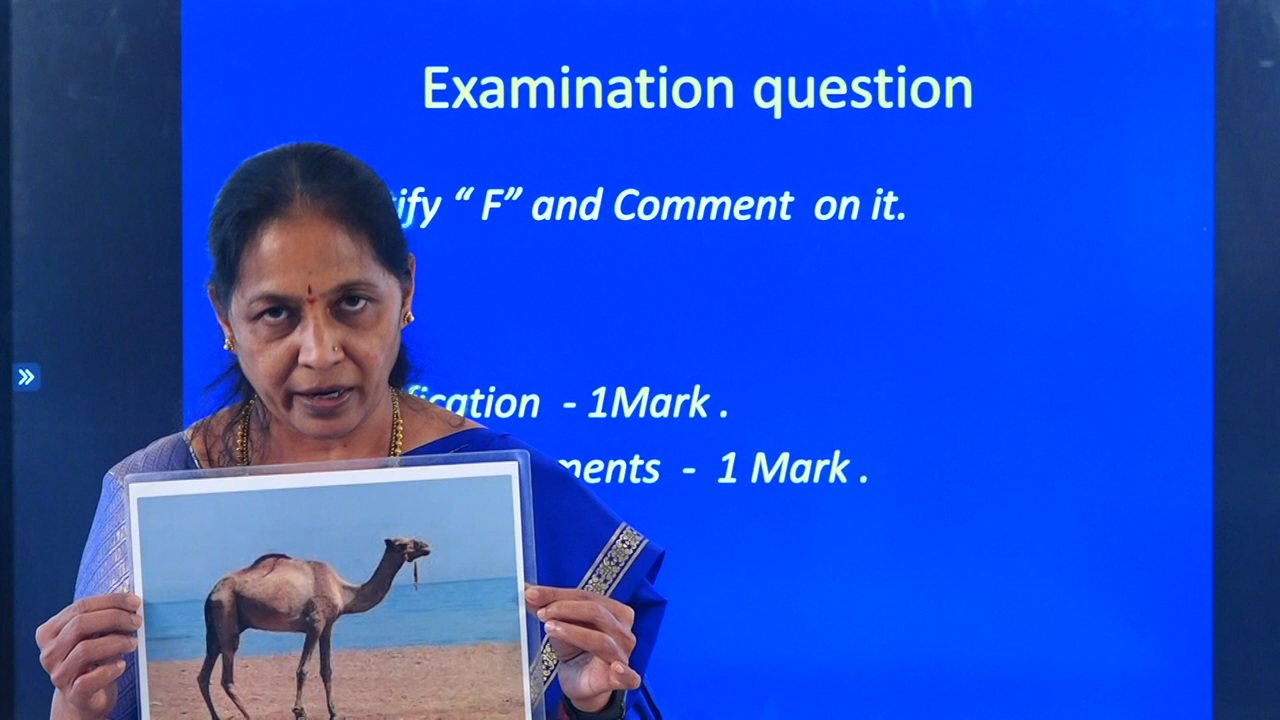 Examination question
ify “ F” and Comment on it.
fication - 1Mark .
ments - 1 Mark .